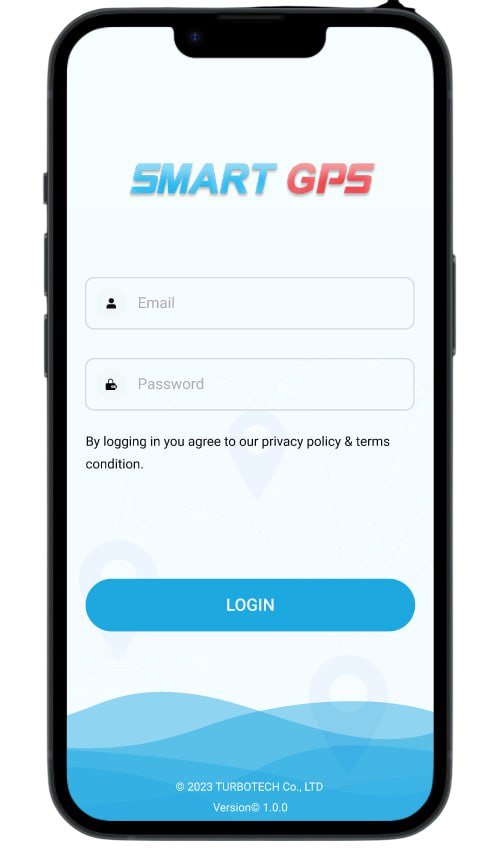 SMART GPS
Email
Password
By logging in you agree to our privacy policy & terms
condition.
LOGIN
© 2023 TURBOTECH Co., LTD
Version© 1.0.0